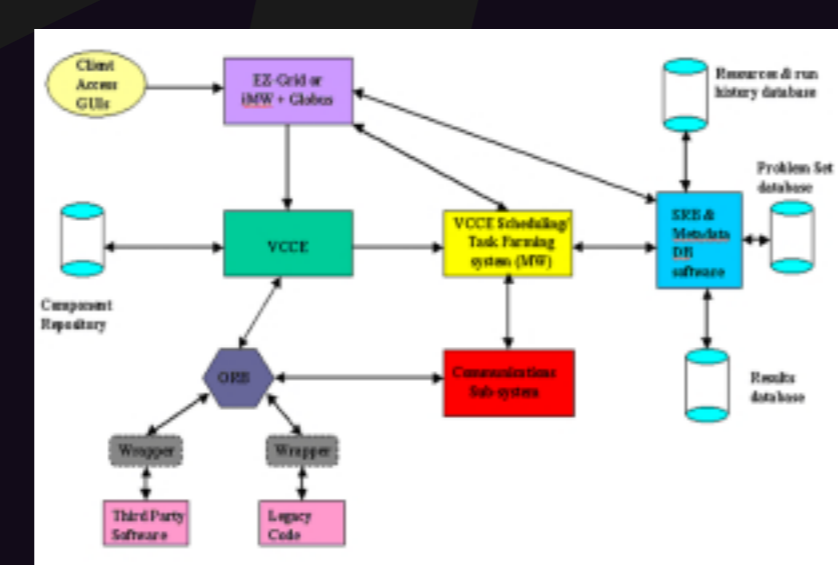 Client
Access
GUIs
EZ-Grid or
iMW + Globus
Resources & run
history database
Problem Set
database
VCCE
VCCE Scheduling/
Task Farming
system (MW)
SRB &
Metadata
DB
software
Component
Repository
ORB
Communications
Sub-system
Results
database
Wrapper
Wrapper
Third Party
Software
Legacy
Code